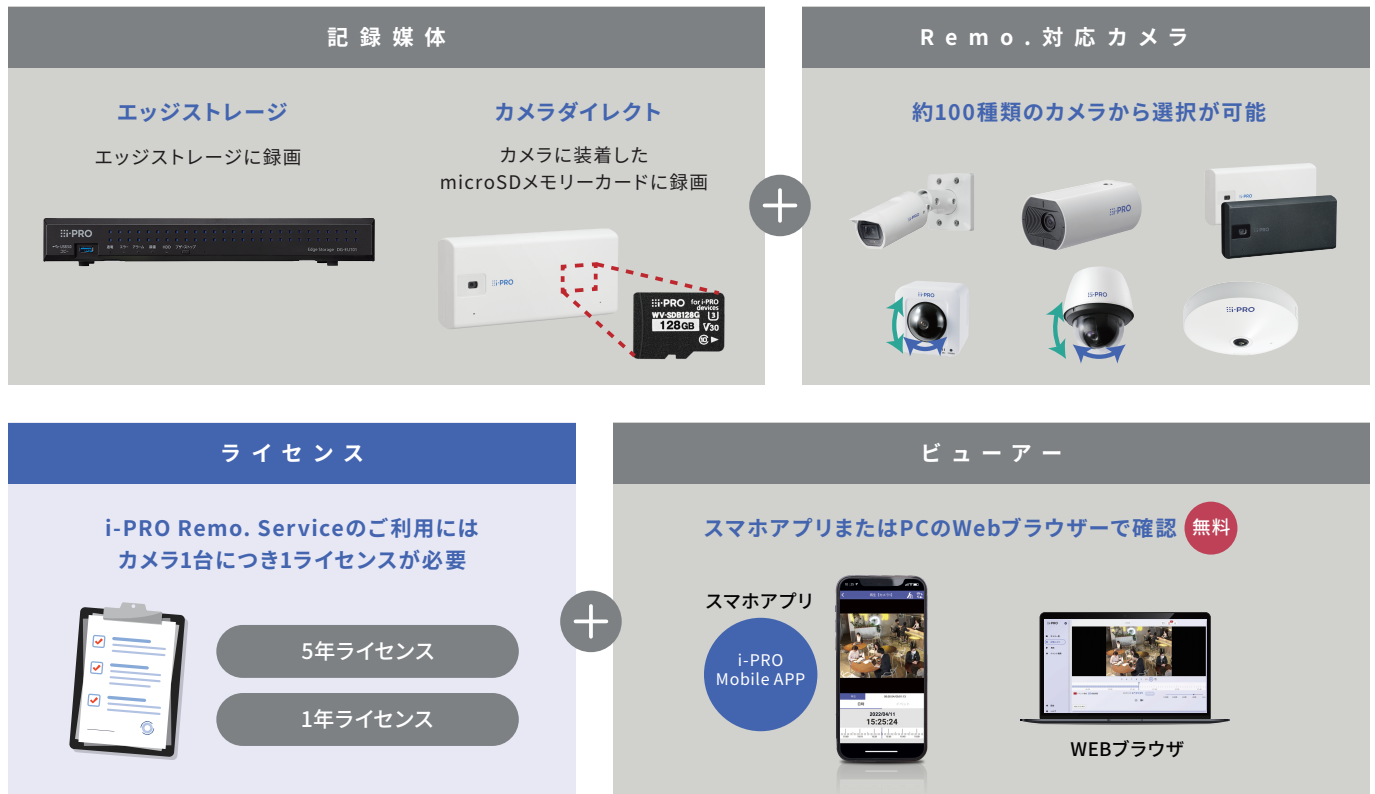 記録媒体
エッジストレージ
エッジストレージに録画
i-PRO
Edge Storage
カメラダイレクト
カメラに装着した
microSDメモリーカードに録画
i-PRO
i-PRO for i-PRO devices
WV-SDB128G
128GB V30
Remo.対応カメラ
約100種類のカメラから選択が可能
i-PRO
i-PRO
i-PRO
i-PRO
i-PRO
i-PRO
i-PRO
ライセンス
i-PRO Remo. Serviceのご利用には
カメラ1台につき1ライセンスが必要
5年ライセンス
1年ライセンス
ビューアー
スマホアプリまたはPCのWebブラウザーで確認 無料
スマホアプリ
i-PRO
Mobile APP
2022/04/11
15:25:24
i-PRO
WEBブラウザ